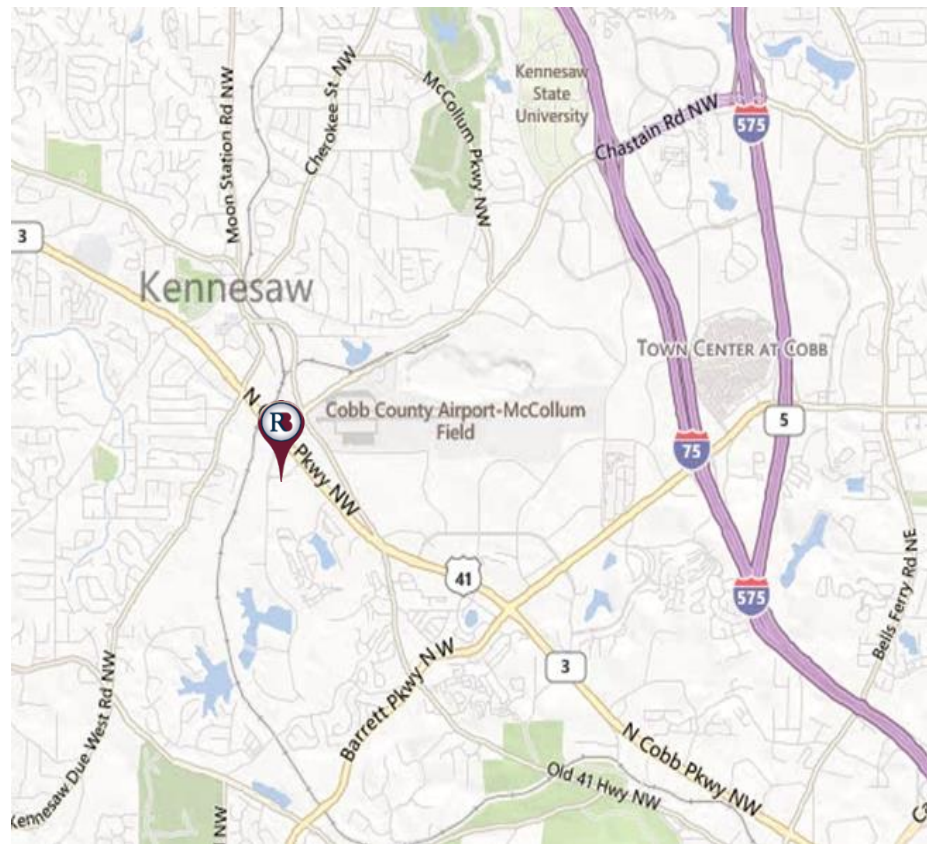 Moon Station Rd NW
Cherokee St NW
McCollum Pkwy NW
Kennesaw
State
University
Chastain Rd NW
575
3
Kennesaw
TOWN CENTER AT COBB
N
Pkwy NW
R3
Cobb County Airport-McCollum
Field
5
75
41
575
Bells Ferry Rd NE
Barrett Pkwy NW
3
Kennesaw Due West Rd NW
N Cobb Pkwy NW
Old 41 Hwy NW
NW